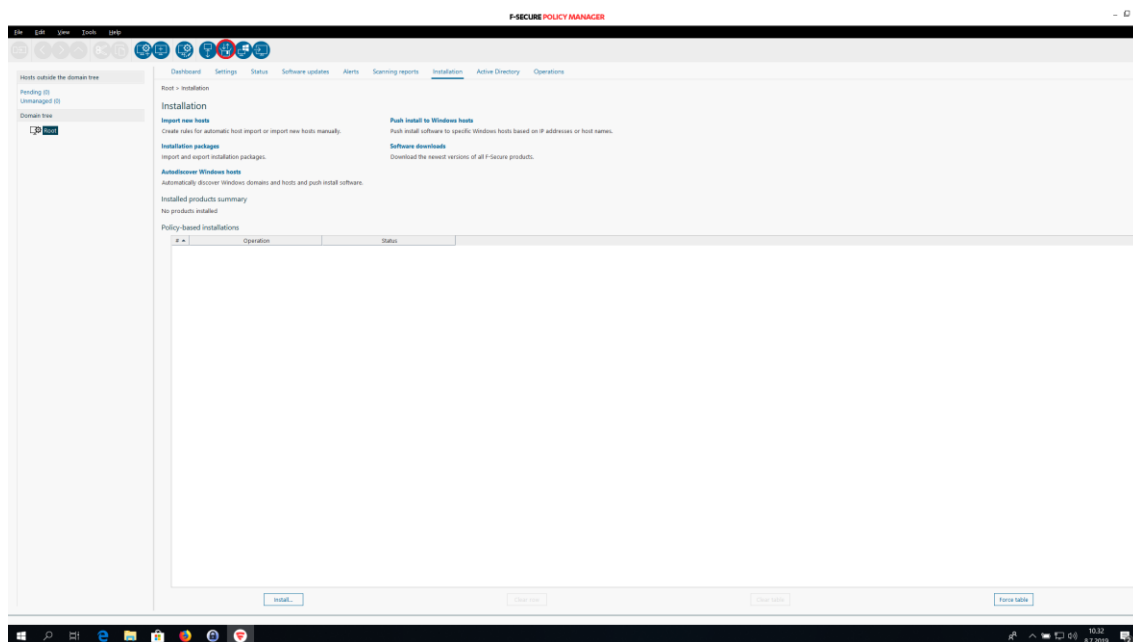 F-SECURE POLICY MANAGER
File Edit View Tools Help
Hosts outside the domain tree
Pending (0)
Unmanaged (0)
Domain tree
Root
Dashboard Settings Status Software updates Alerts Scanning reports Installation Active Directory Operations
Root > Installation
Installation
Import new hosts
Create rules for automatic host import or import new hosts manually.
Push install to Windows hosts
Push install software to specific Windows hosts based on IP addresses or host names.
Installation packages
Import and export installation packages.
Software downloads
Download the newest versions of all F-Secure products.
Autodiscover Windows hosts
Automatically discover Windows domains and hosts and push install software.
Installed products summary
No products installed
Policy-based installations
# Operation Status
Install... Clear row Clear table Force table
10.32
8.7.2019